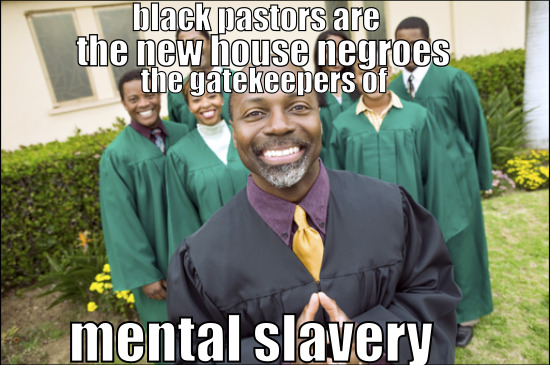 black pastors are
the new house negroes
the gatekeepers of
mental slavery